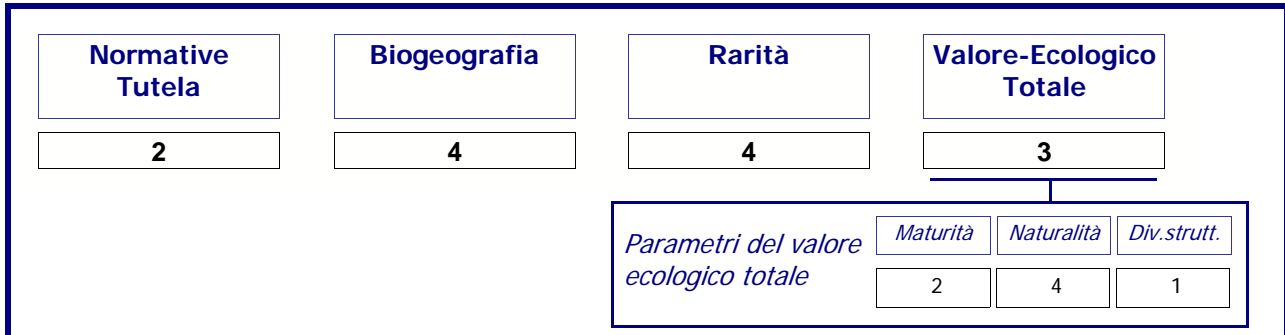 Normative
Tutela
Biogeografia
Rarità
Valore-Ecologico
Totale
2
4
4
3
Parametri del valore
ecologico totale
Maturità
Naturalità
Div.strutt.
2
4
1